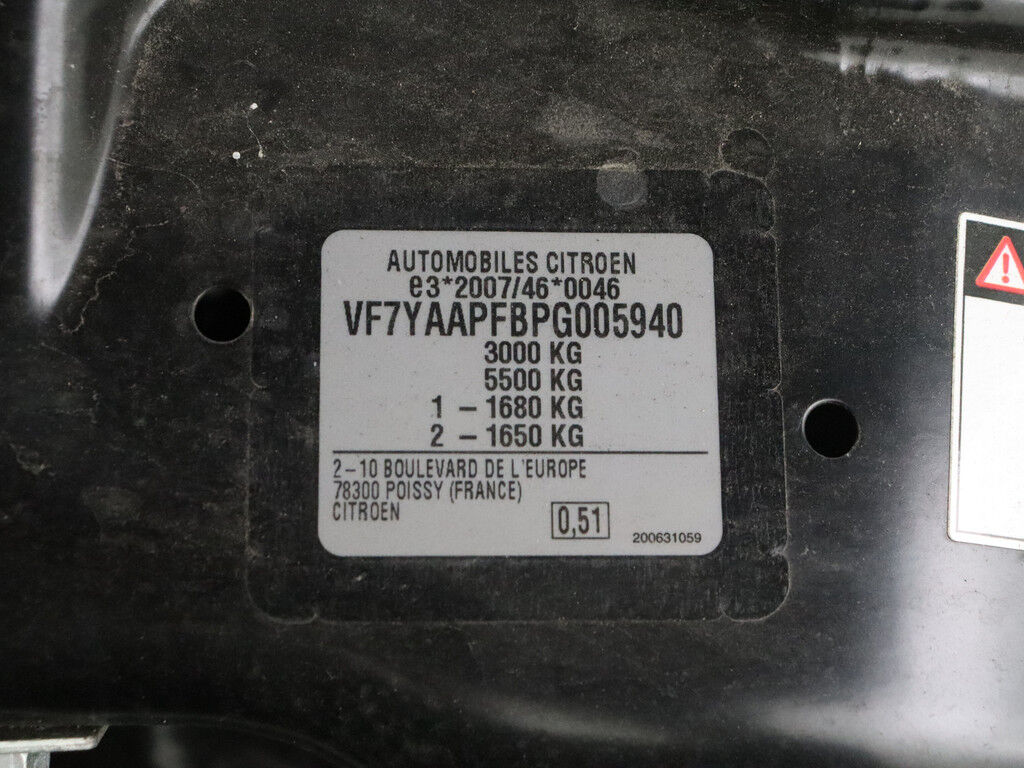 AUTOMOBILES CITROEN
e3*2007/46*0046
VF7YAAPFBPG005940
3000 KG
5500 KG
1 - 1680 KG
2 - 1650 KG
2-10 BOULEVARD DE L'EUROPE
78300 POISSY (FRANCE)
CITROEN
0,51
200631059